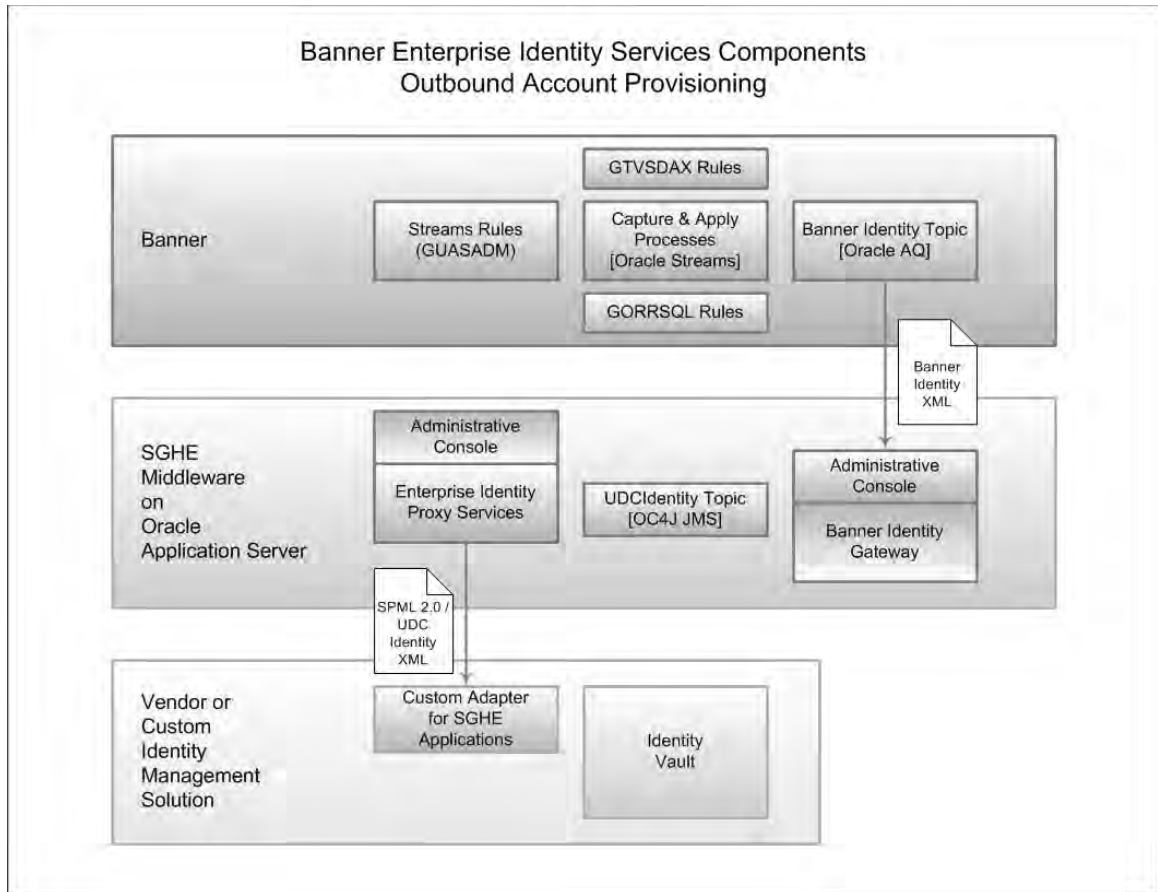 Banner Enterprise Identity Services Components
Outbound Account Provisioning
Banner
Streams Rules
(GUASADM)
GTVSDAX Rules
Capture & Apply
Processes
[Oracle Streams]
GORRSQL Rules
Banner Identity Topic
[Oracle AQ]
Banner
Identity
XML
SGHE
Middleware
on
Oracle
Application Server
Administrative
Console
Enterprise Identity
Proxy Services
UDCIdentity Topic
[OC4J JMS]
Administrative
Console
Banner Identity
Gateway
SPML 2.0 /
UDC
Identity
XML
Vendor or
Custom
Identity
Management
Solution
Custom Adapter
for SGHE
Applications
Identity
Vault